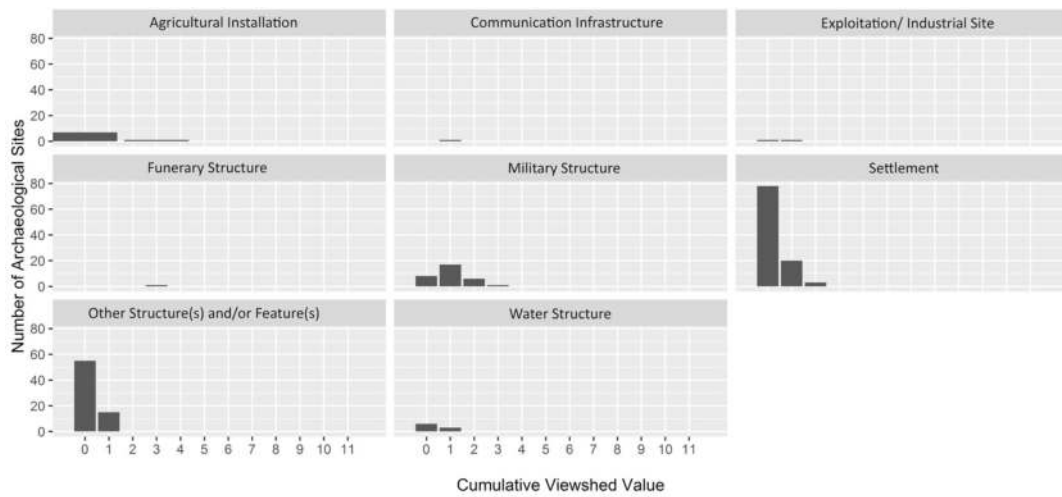 Agricultural Installation
Communication Infrastructure
Exploitation/ Industrial Site
80
60
40
20
0
Funerary Structure
Military Structure
Settlement
80
60
40
20
0
Other Structure(s) and/or Feature(s)
Water Structure
80
60
40
20
0
0 1 2 3 4 5 6 7 8 9 10 11
0 1 2 3 4 5 6 7 8 9 10 11
Number of Archaeological Sites
Cumulative Viewshed Value